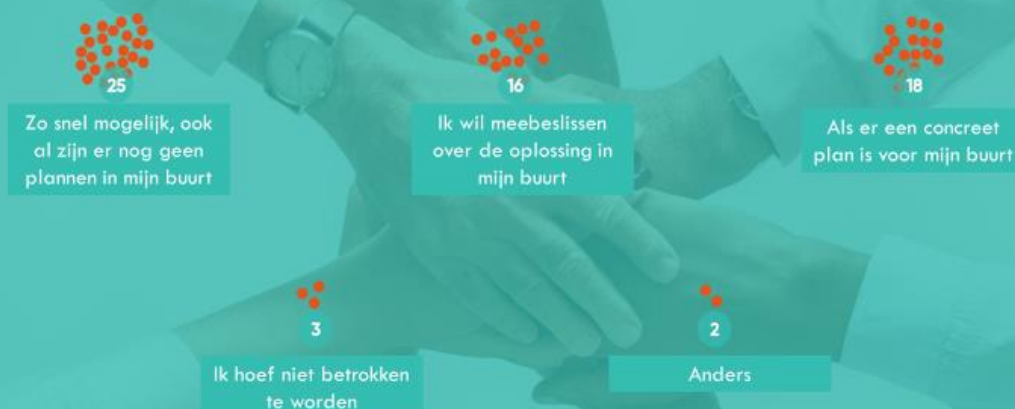 25
Zo snel mogelijk, ook
al zijn er nog geen
plannen in mijn buurt
16
Ik wil meebeslissen
over de oplossing in
mijn buurt
18
Als er een concreet
plan is voor mijn buurt
3
Ik hoef niet betrokken
te worden
2
Anders